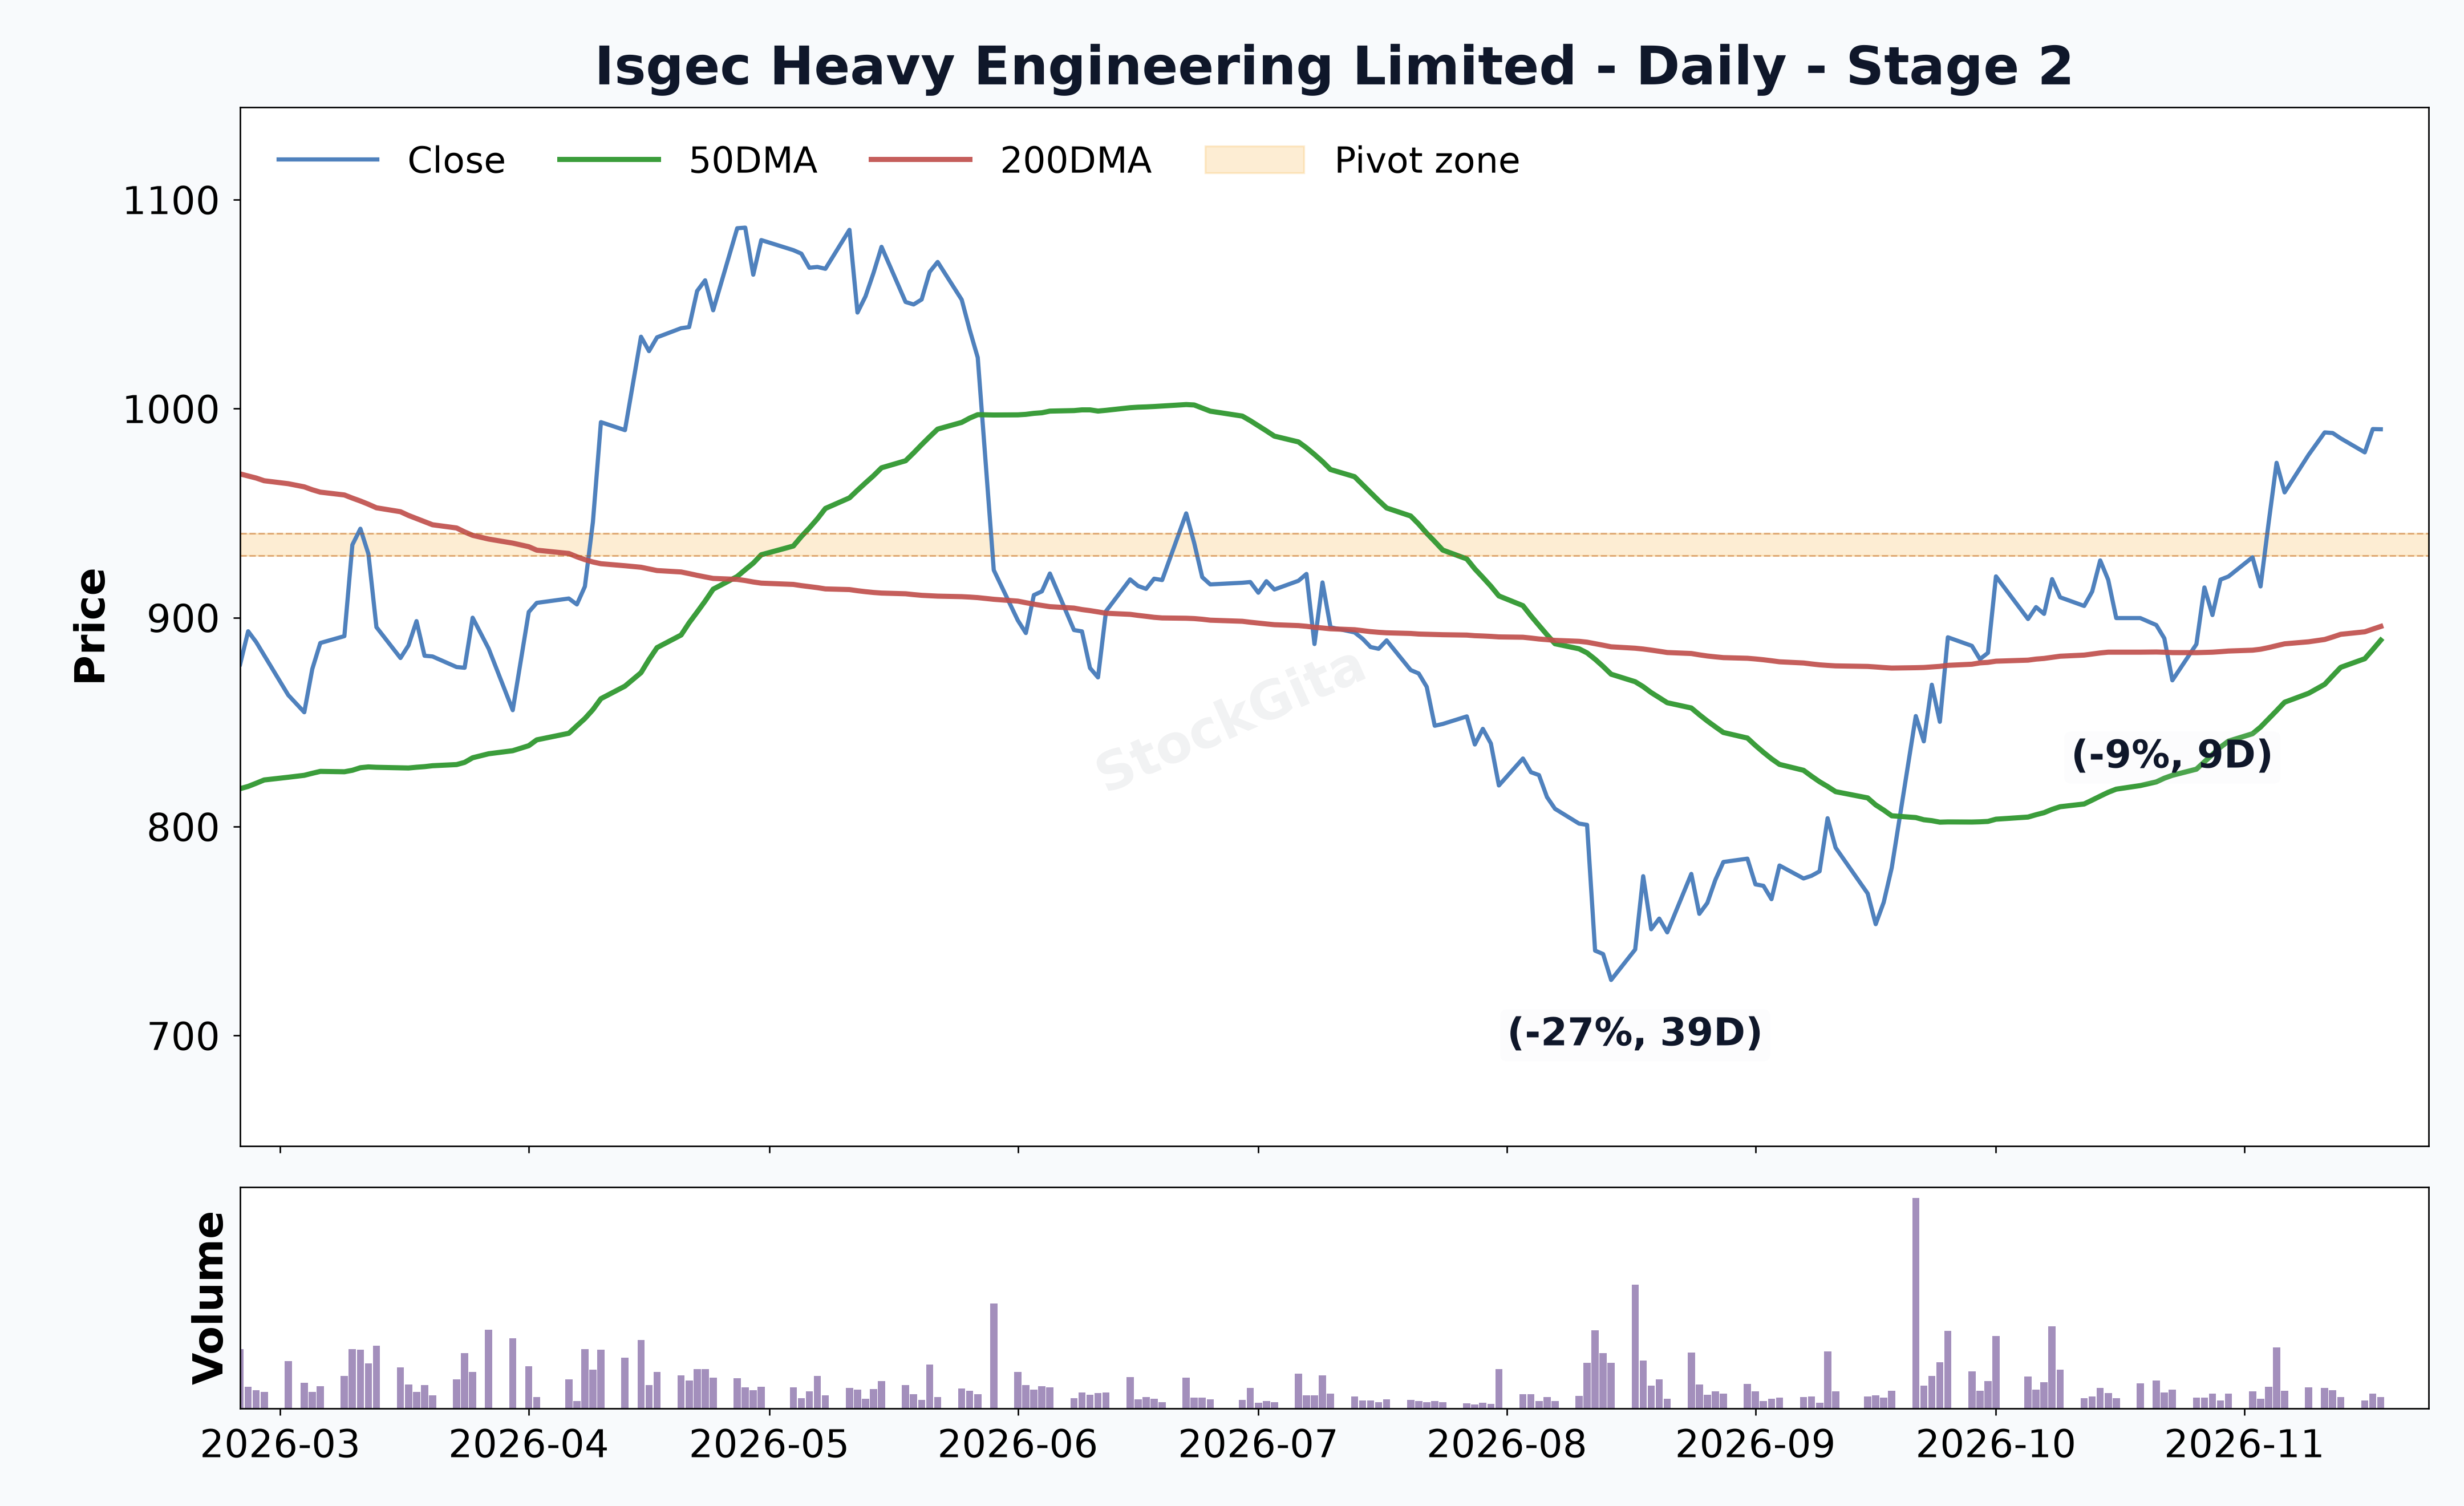 Isgec Heavy Engineering Limited - Daily - Stage 2
Close 50DMA 200DMA Pivot zone
Price
1100
1000
900
800
700
StockGita
(-9%, 9D)
(-27%, 39D)
Volume
2026-03 2026-04 2026-05 2026-06 2026-07 2026-08 2026-09 2026-10 2026-11